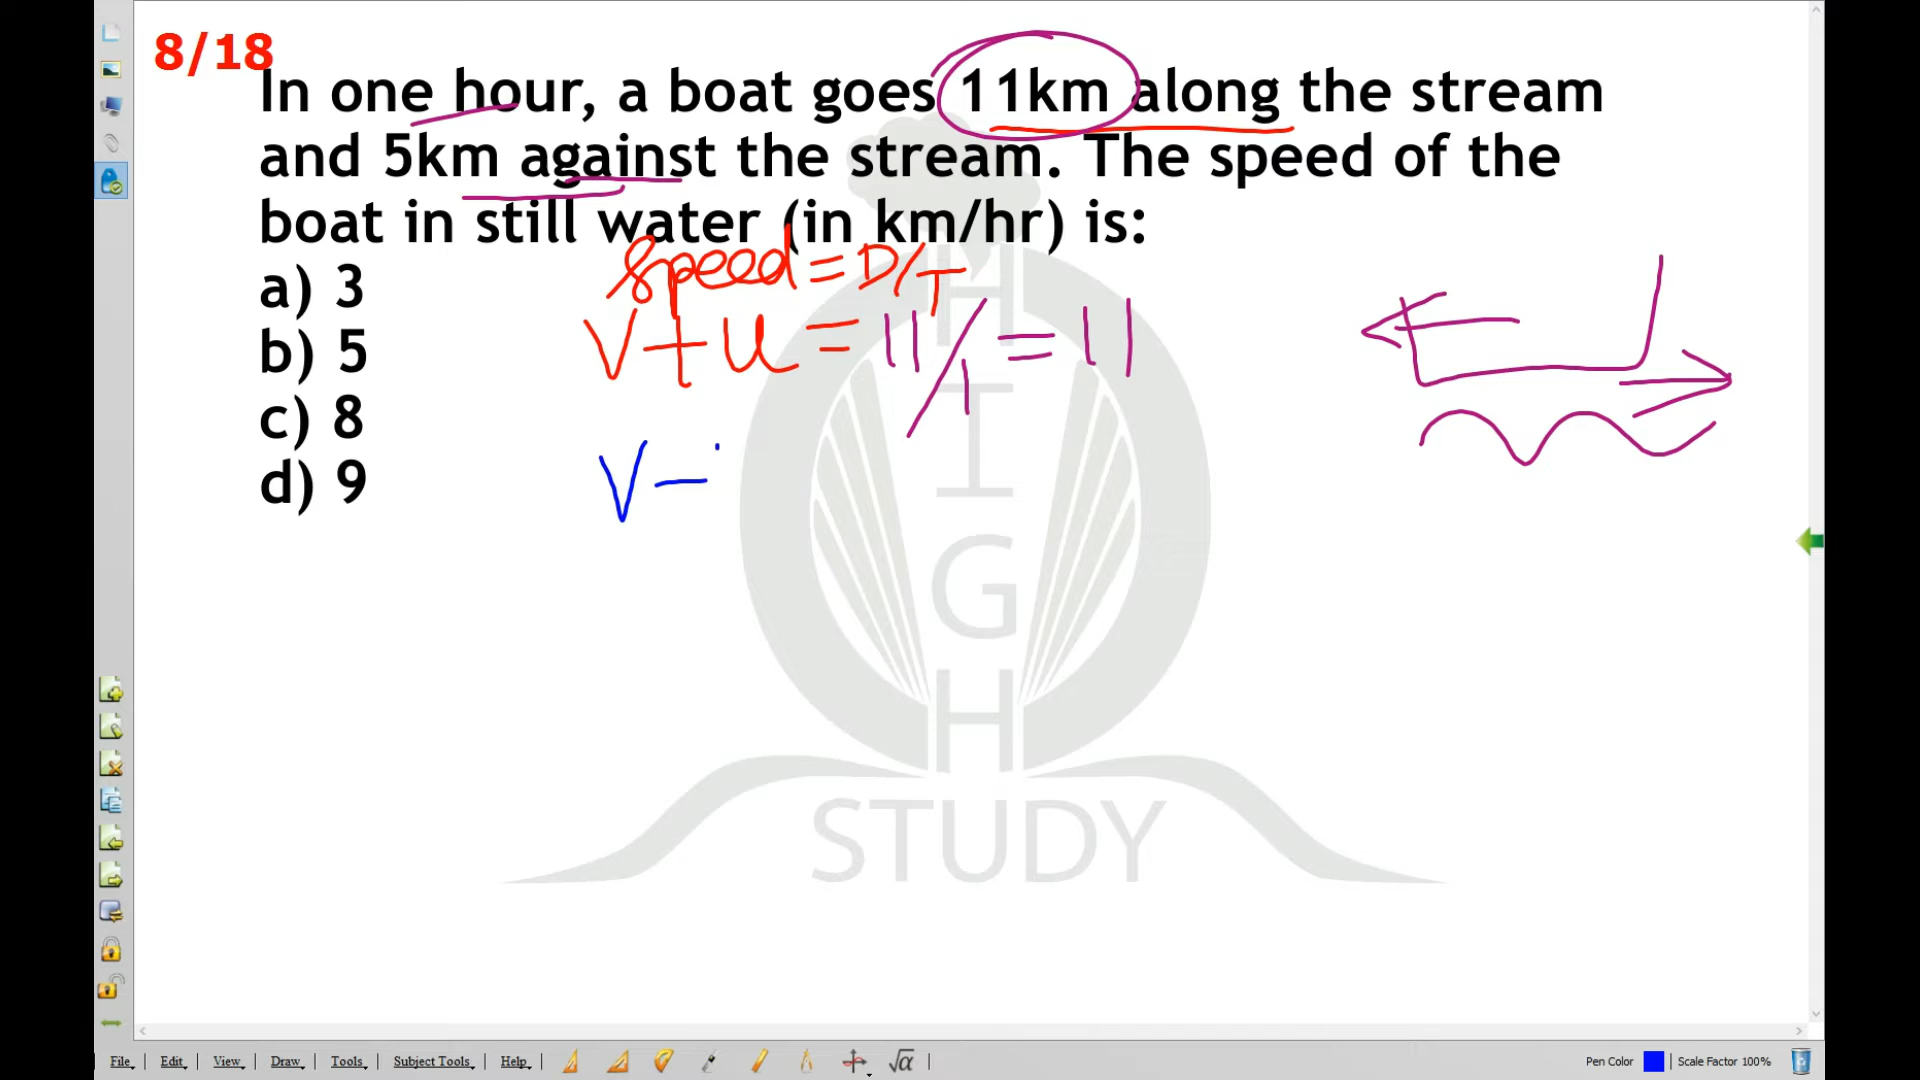 8/18
In one hour, a boat goes 11km along the stream
and 5km against the stream. The speed of the
boat in still water (in km/hr) is:
a) 3
b) 5
c) 8
d) 9
speed = D/T
V+u = 11/1 = 11
V-
HIGH
STUDY
File Edit View Draw Tools Subject Tools Help
√α
Pen Color Scale Factor 100%